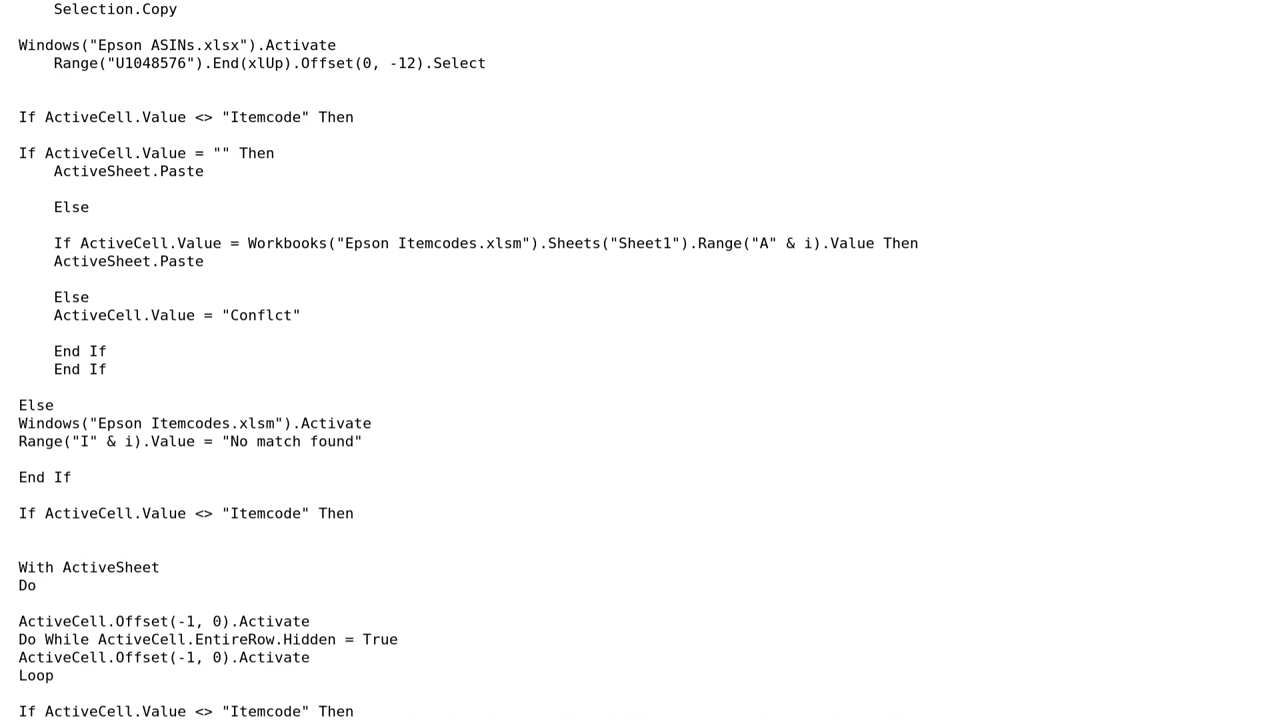 Selection.Copy
Windows("Epson ASINs.xlsx").Activate
Range("U1048576").End(xlUp).Offset(0, -12).Select
If ActiveCell.Value <> "Itemcode" Then
If ActiveCell.Value = "" Then
ActiveSheet.Paste
Else
If ActiveCell.Value = Workbooks("Epson Itemcodes.xlsm").Sheets("Sheet1").Range("A" & i).Value Then
ActiveSheet.Paste
Else
ActiveCell.Value = "Conflct"
End If
End If
Else
Windows("Epson Itemcodes.xlsm").Activate
Range("I" & i).Value = "No match found"
End If
If ActiveCell.Value <> "Itemcode" Then
With ActiveSheet
Do
ActiveCell.Offset(-1, 0).Activate
Do While ActiveCell.EntireRow.Hidden = True
ActiveCell.Offset(-1, 0).Activate
Loop
If ActiveCell.Value <> "Itemcode" Then